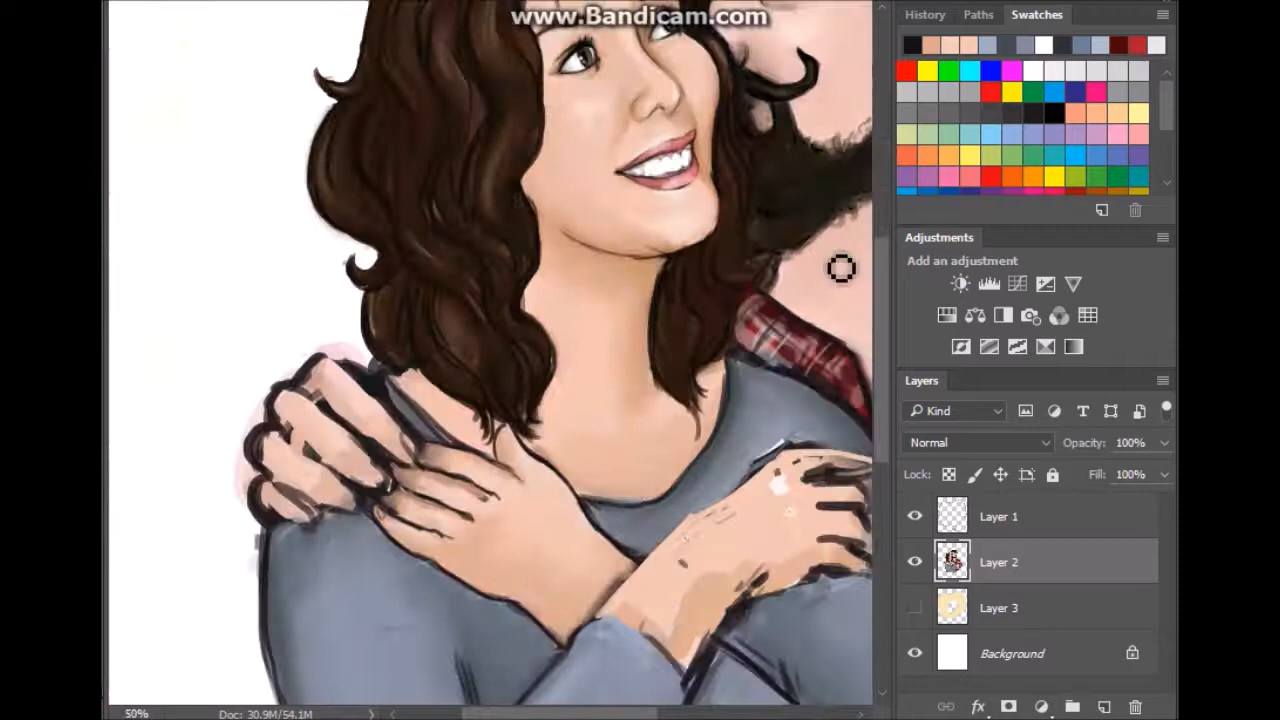 www.Bandicam.com
History Paths Swatches
Adjustments
Add an adjustment
Layers
Kind
Normal Opacity: 100%
Lock: Fill: 100%
Layer 1
Layer 2
Layer 3
Background
fx
50% Doc: 30.9M/54.1M